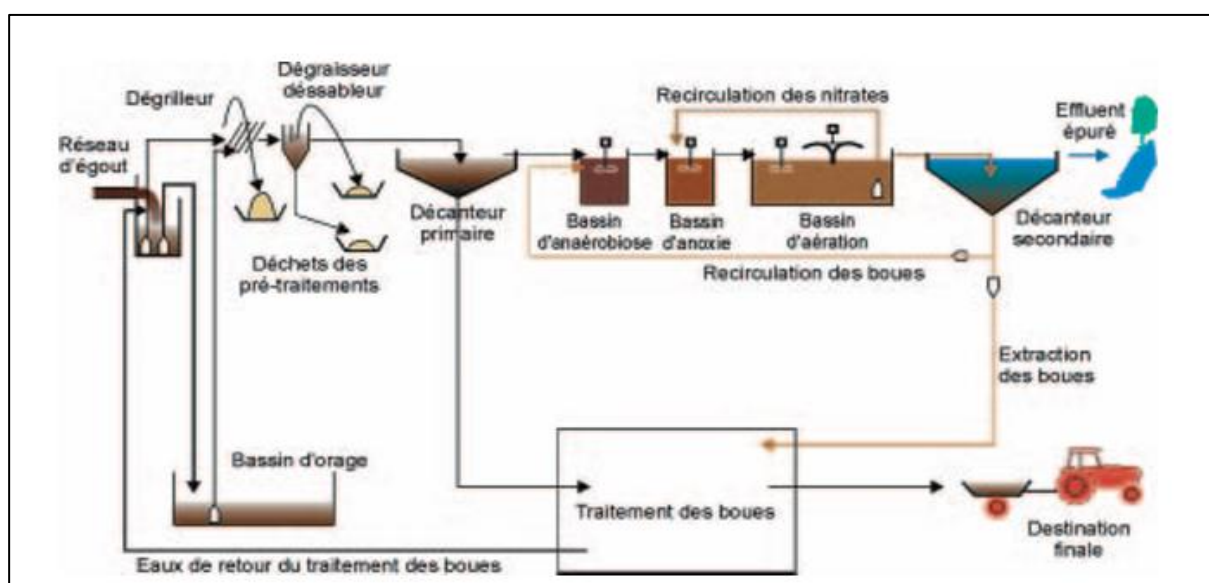 Dégraisseur
déssableur
Dégrilleur
Réseau
d'égout
Recirculation des nitrates
Effluent
épuré
Décanteur
primaire
Bassin
d'anaérobiose
Bassin
d'anoxie
Bassin
d'aération
Décanteur
secondaire
Déchets des
pré-traitements
Recirculation des boues
Extraction
des boues
Bassin d'orage
Traitement des boues
Destination
finale
Eaux de retour du traitement des boues